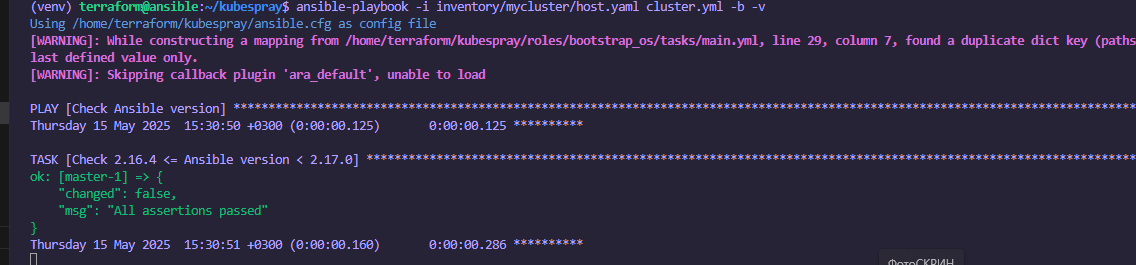 (venv) terraform@ansible:~/kubespray$ ansible-playbook -i inventory/mycluster/host.yaml cluster.yml -b -v
Using /home/terraform/kubespray/ansible.cfg as config file
[WARNING]: While constructing a mapping from /home/terraform/kubespray/roles/bootstrap_os/tasks/main.yml, line 29, column 7, found a duplicate dict key (paths
last defined value only.
[WARNING]: Skipping callback plugin 'ara_default', unable to load
PLAY [Check Ansible version] ************************************************************************************************************************************
Thursday 15 May 2025  15:30:50 +0300 (0:00:00.125)       0:00:00.125 **********
TASK [Check 2.16.4 <= Ansible version < 2.17.0] ****************************************************************************************************************
ok: [master-1] => {
    "changed": false,
    "msg": "All assertions passed"
}
Thursday 15 May 2025  15:30:51 +0300 (0:00:00.160)       0:00:00.286 **********
ФотоСКРИН